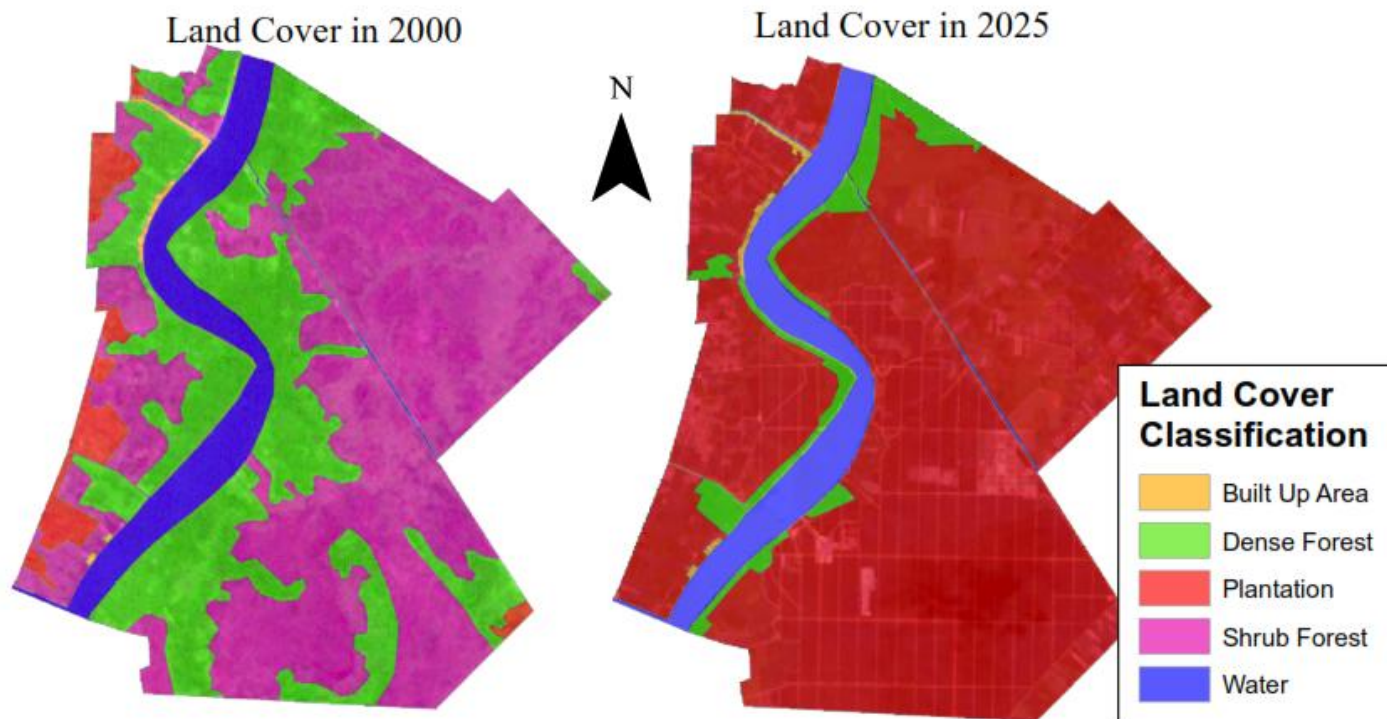 Land Cover in 2000
Land Cover in 2025
N
Land Cover
Classification
Built Up Area
Dense Forest
Plantation
Shrub Forest
Water